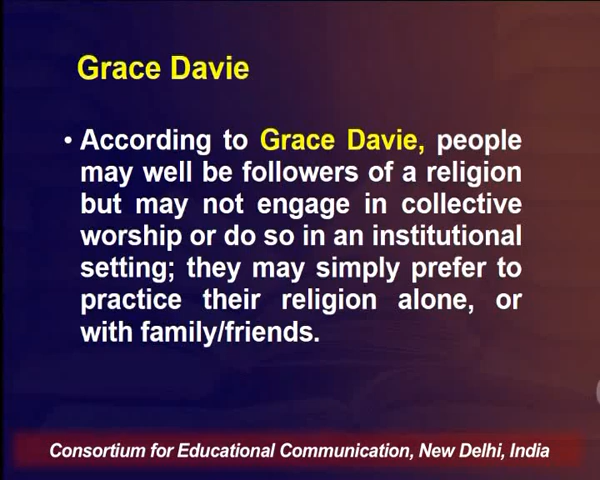 Grace Davie
• According to Grace Davie, people
may well be followers of a religion
but may not engage in collective
worship or do so in an institutional
setting; they may simply prefer to
practice their religion alone, or
with family/friends.
Consortium for Educational Communication, New Delhi, India